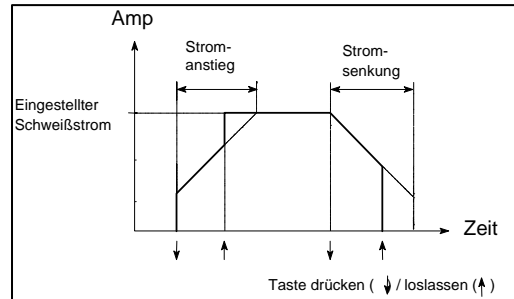 Amp
Strom-
anstieg
Strom-
senkung
Eingestellter
Schweißstrom
Zeit
Taste drücken ( ↓) / loslassen (↑)